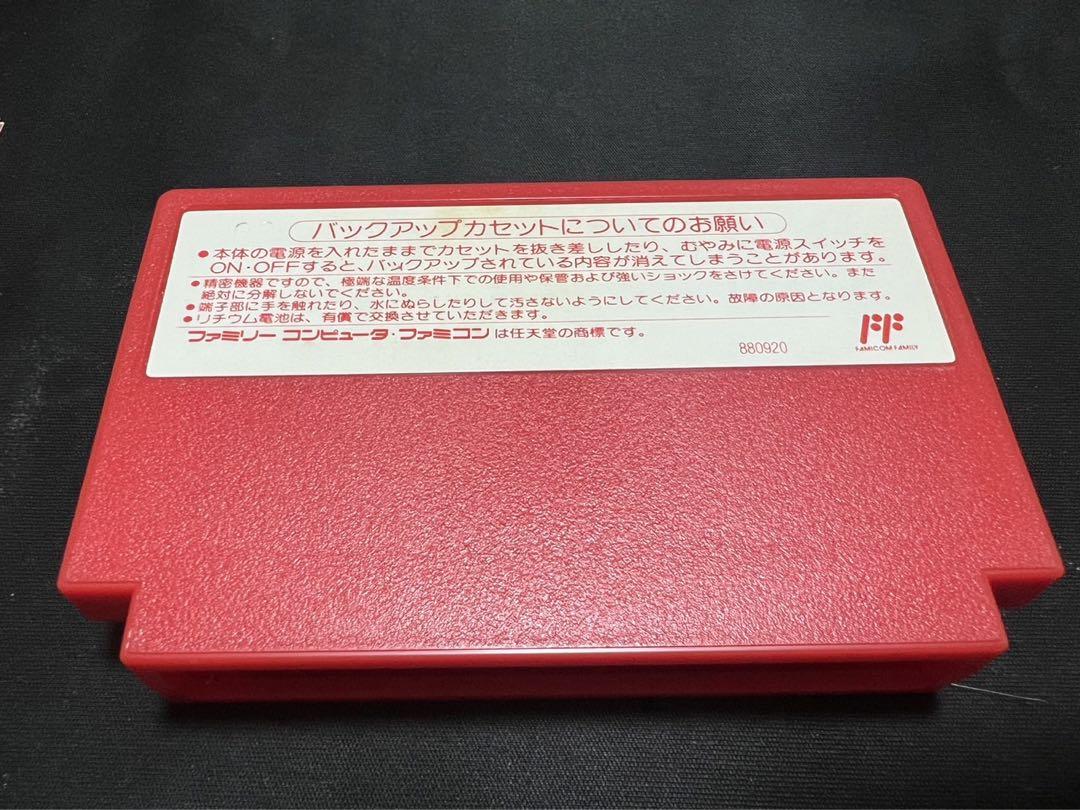 バックアップカセットについてのお願い
●本体の電源を入れたままでカセットを抜き差ししたり、むやみに電源スイッチを
ON・OFFすると、バックアップされている内容が消えてしまうことがあります。
●精密機器ですので、極端な温度条件下での使用や保管および強いショックをさけてください。また
絶対に分解しないでください。
●端子部に手を触れたり、水にぬらしたりして汚さないようにしてください。故障の原因となります。
●リチウム電池は、有償で交換させていただきます。
ファミリー コンピュータ・ファミコンは任天堂の商標です。
880920
FAMICOM FAMILY